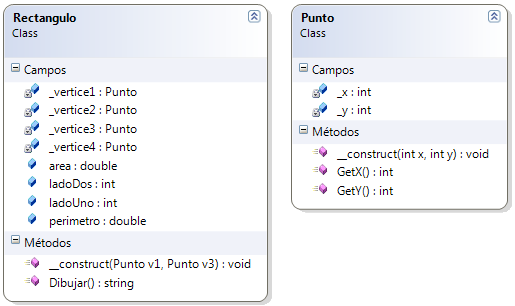 Rectangulo
Class
Campos
_vertice1 : Punto
_vertice2 : Punto
_vertice3 : Punto
_vertice4 : Punto
area : double
ladoDos : int
ladoUno : int
perimetro : double
Métodos
__construct(Punto v1, Punto v3) : void
Dibujar() : string
Punto
Class
Campos
_x : int
_y : int
Métodos
__construct(int x, int y) : void
GetX() : int
GetY() : int